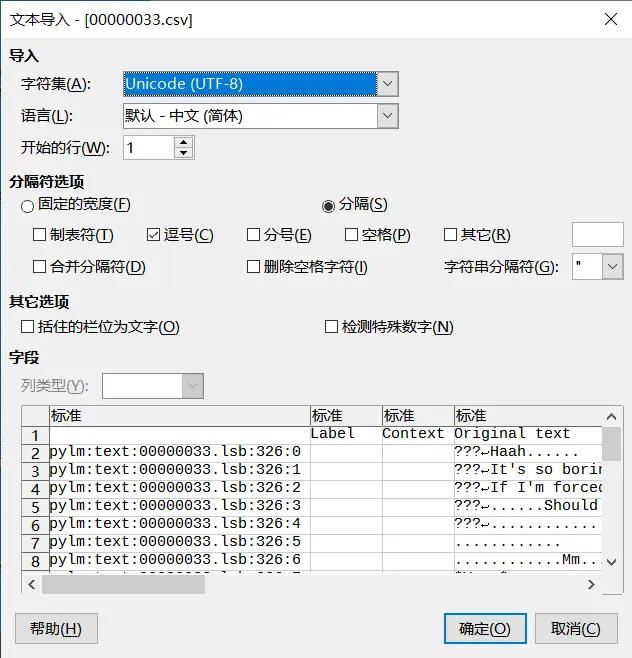 文本导入 - [00000033.csv]
导入
字符集(A): Unicode (UTF-8)
语言(L): 默认 - 中文 (简体)
开始的行(W): 1
分隔符选项
固定的宽度(F) 分隔(S)
制表符(T) 逗号(C) 分号(E) 空格(P) 其它(R)
合并分隔符(D) 删除空格字符(I) 字符串分隔符(G): "
其它选项
括住的栏位为文字(O) 检测特殊数字(N)
字段
列类型(Y):
标准 标准 标准 标准
1 Label Context Original text
2 pylm:text:00000033.lsb:326:0 ???↵Haah......
3 pylm:text:00000033.lsb:326:1 ???↵It's so borin
4 pylm:text:00000033.lsb:326:2 ???↵If I'm forced
5 pylm:text:00000033.lsb:326:3 ???↵......Should
6 pylm:text:00000033.lsb:326:4 ???↵............
7 pylm:text:00000033.lsb:326:5 ............
8 pylm:text:00000033.lsb:326:6 ............Mm...
帮助(H) 确定(O) 取消(C)